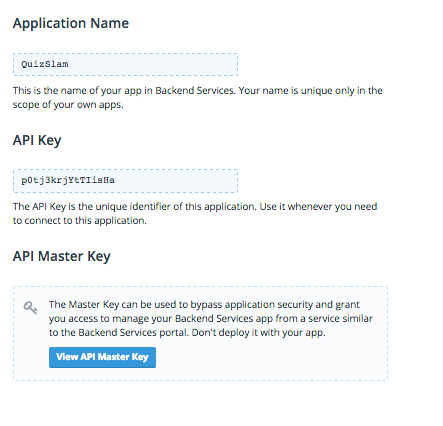 Application Name
QuizSlam
This is the name of your app in Backend Services. Your name is unique only in the
scope of your own apps.
API Key
p0tj3krjYtTIisHa
The API Key is the unique identifier of this application. Use it whenever you need
to connect to this application.
API Master Key
The Master Key can be used to bypass application security and grant
you access to manage your Backend Services app from a service similar
to the Backend Services portal. Don't deploy it with your app.
View API Master Key